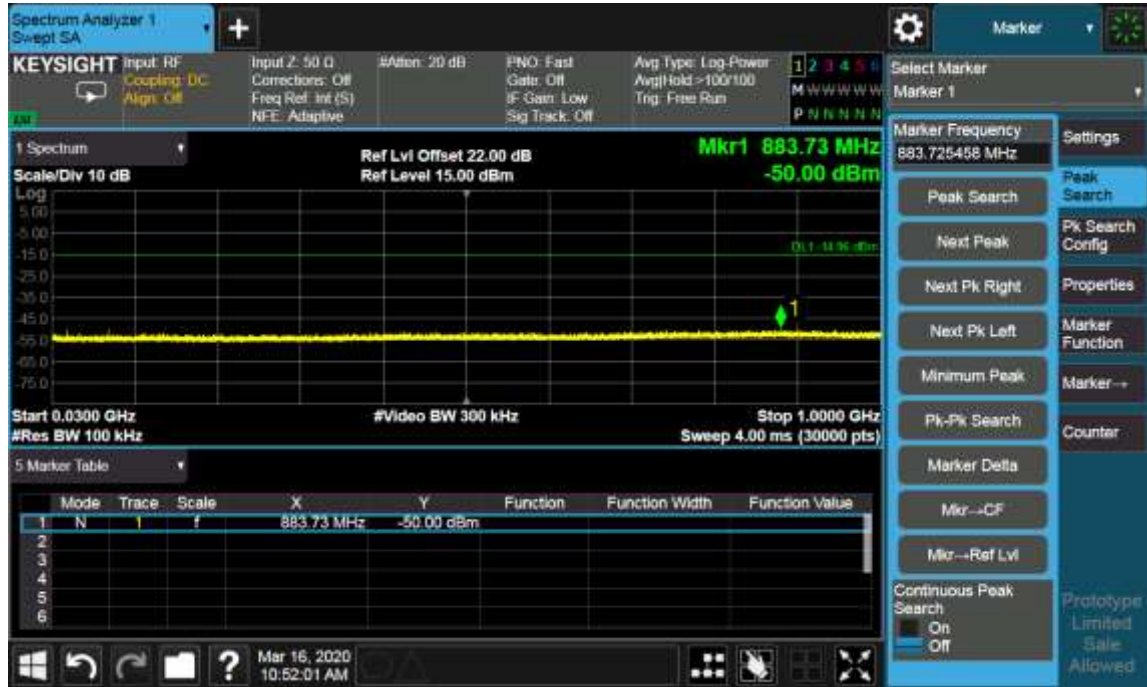 Spectrum Analyzer 1
Swept SA
+
Marker
KEYSIGHT
Input: RF
Coupling: DC
Align: Off
Input Z: 50 Ω
Corrections: Off
Freq Ref: Int (S)
NFE: Adaptive
#Atten: 20 dB
PNO: Fast
Gate: Off
IF Gain: Low
Sig Track: Off
Avg Type: Log-Power
Avg|Hold:>100/100
Trig: Free Run
1 2 3 4 5 6
M W W W W W
P N N N N N
Select Marker
Marker 1
1 Spectrum
Scale/Div 10 dB
Ref Lvl Offset 22.00 dB
Ref Level 15.00 dBm
Mkr1 883.73 MHz
-50.00 dBm
Log
5.00
-5.00
-15.0
-25.0
-35.0
-45.0
-55.0
-65.0
-75.0
1
Start 0.0300 GHz
#Res BW 100 kHz
#Video BW 300 kHz
Stop 1.0000 GHz
Sweep 4.00 ms (30000 pts)
5 Marker Table
Mode Trace Scale X Y Function Function Width Function Value
1 N 1 f 883.73 MHz -50.00 dBm
2
3
4
5
6
Marker Frequency
883.725458 MHz
Peak Search
Next Peak
Next Pk Right
Next Pk Left
Minimum Peak
Pk-Pk Search
Marker Delta
Mkr→CF
Mkr→Ref Lvl
Continuous Peak
Search
On
Off
Settings
Peak
Search
Pk Search
Config
Properties
Marker
Function
Marker→
Counter
Prototype
Limited
Sale
Allowed
?
Mar 16, 2020
10:52:01 AM